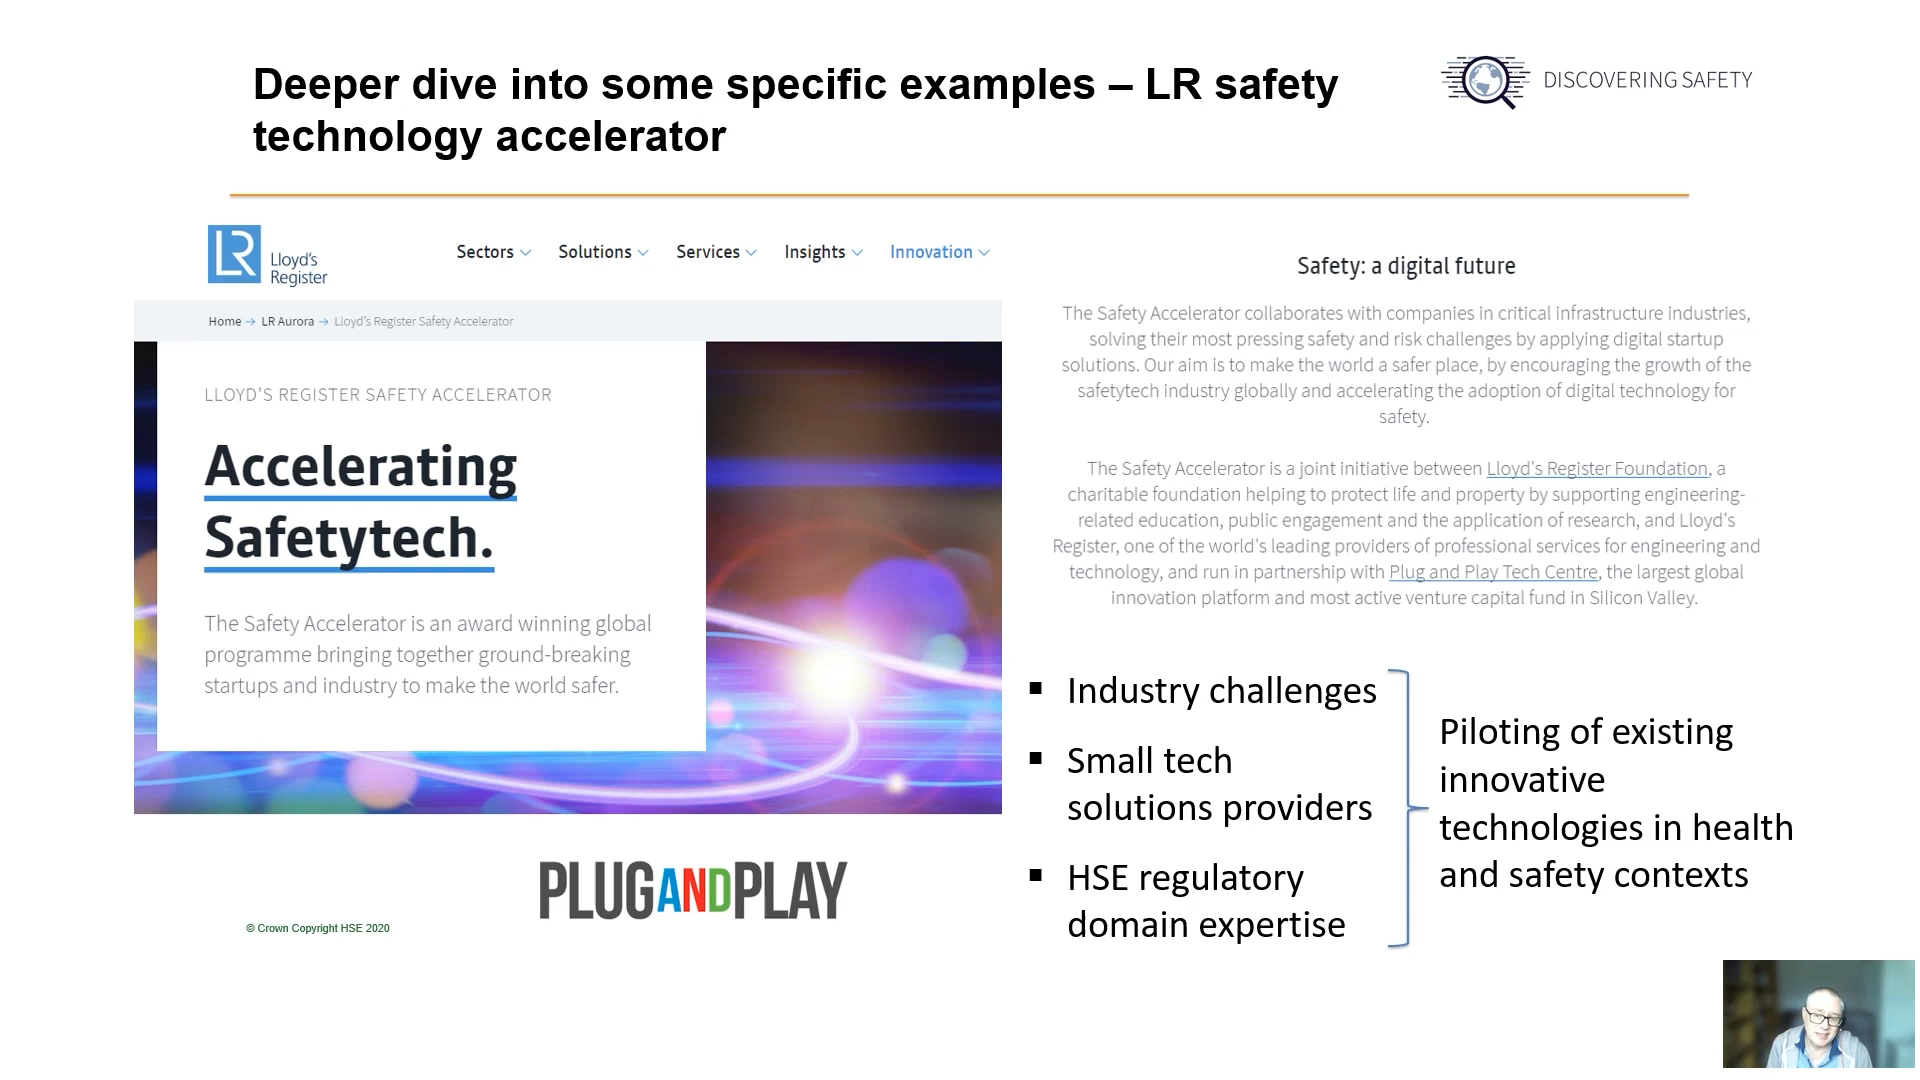 Deeper dive into some specific examples – LR safety
technology accelerator
DISCOVERING SAFETY
LR
Lloyd's
Register
Sectors
Solutions
Services
Insights
Innovation
Home → LR Aurora → Lloyd's Register Safety Accelerator
LLOYD'S REGISTER SAFETY ACCELERATOR
Accelerating
Safetytech.
The Safety Accelerator is an award winning global
programme bringing together ground-breaking
startups and industry to make the world safer.
PLUGANDPLAY
© Crown Copyright HSE 2020
Safety: a digital future
The Safety Accelerator collaborates with companies in critical infrastructure industries,
solving their most pressing safety and risk challenges by applying digital startup
solutions. Our aim is to make the world a safer place, by encouraging the growth of the
safetytech industry globally and accelerating the adoption of digital technology for
safety.
The Safety Accelerator is a joint initiative between Lloyd's Register Foundation, a
charitable foundation helping to protect life and property by supporting engineering-
related education, public engagement and the application of research, and Lloyd's
Register, one of the world's leading providers of professional services for engineering and
technology, and run in partnership with Plug and Play Tech Centre, the largest global
innovation platform and most active venture capital fund in Silicon Valley.
▪ Industry challenges
▪ Small tech
solutions providers
▪ HSE regulatory
domain expertise
Piloting of existing
innovative
technologies in health
and safety contexts